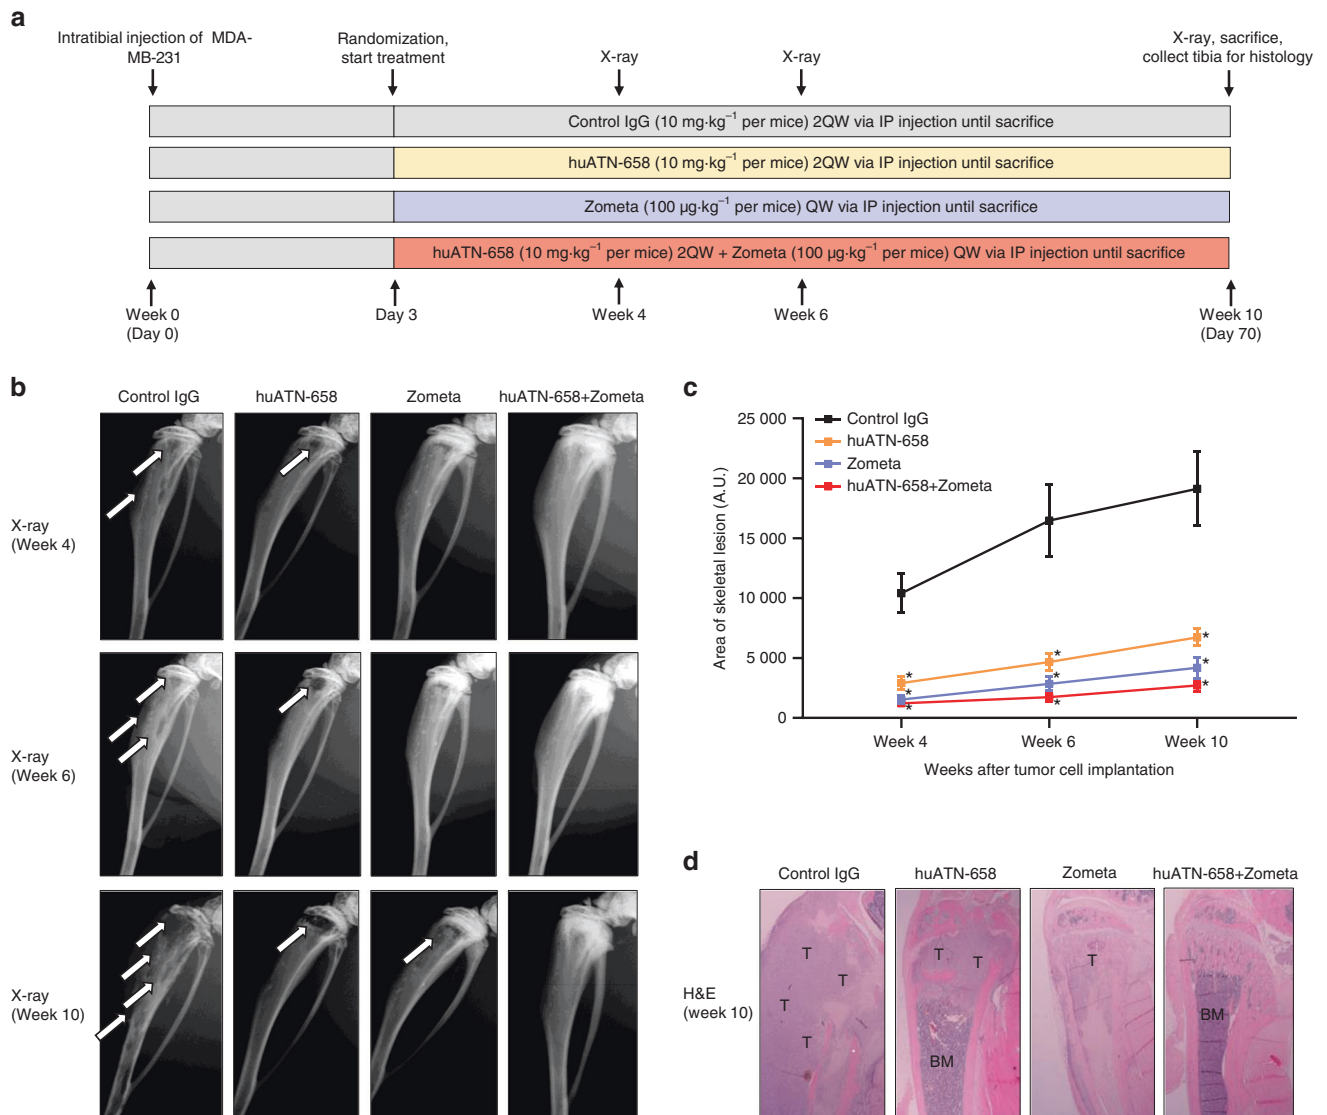 a
Intratibial injection of MDA-
MB-231
Randomization,
start treatment
X-ray
X-ray
X-ray, sacrifice,
collect tibia for histology
Control IgG (10 mg·kg⁻¹ per mice) 2QW via IP injection until sacrifice
huATN-658 (10 mg·kg⁻¹ per mice) 2QW via IP injection until sacrifice
Zometa (100 µg·kg⁻¹ per mice) QW via IP injection until sacrifice
huATN-658 (10 mg·kg⁻¹ per mice) 2QW + Zometa (100 µg·kg⁻¹ per mice) QW via IP injection until sacrifice
Week 0
(Day 0)
Day 3
Week 4
Week 6
Week 10
(Day 70)
b
Control IgG
huATN-658
Zometa
huATN-658+Zometa
X-ray
(Week 4)
X-ray
(Week 6)
X-ray
(Week 10)
c
Area of skeletal lesion (A.U.)
25 000
20 000
15 000
10 000
5 000
0
Control IgG
huATN-658
Zometa
huATN-658+Zometa
*
*
*
*
*
*
*
*
*
Week 4
Week 6
Week 10
Weeks after tumor cell implantation
d
Control IgG
huATN-658
Zometa
huATN-658+Zometa
H&E
(week 10)
T
T
T
T
T
T
BM
T
BM